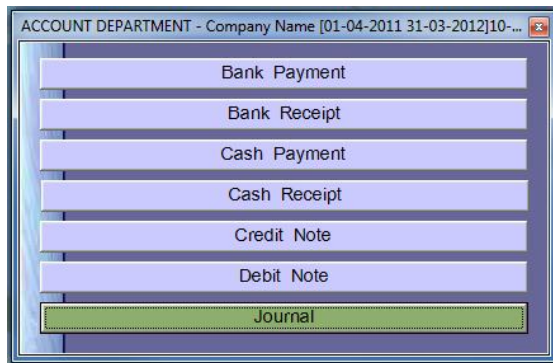 ACCOUNT DEPARTMENT - Company Name [01-04-2011 31-03-2012]10-...
Bank Payment
Bank Receipt
Cash Payment
Cash Receipt
Credit Note
Debit Note
Journal